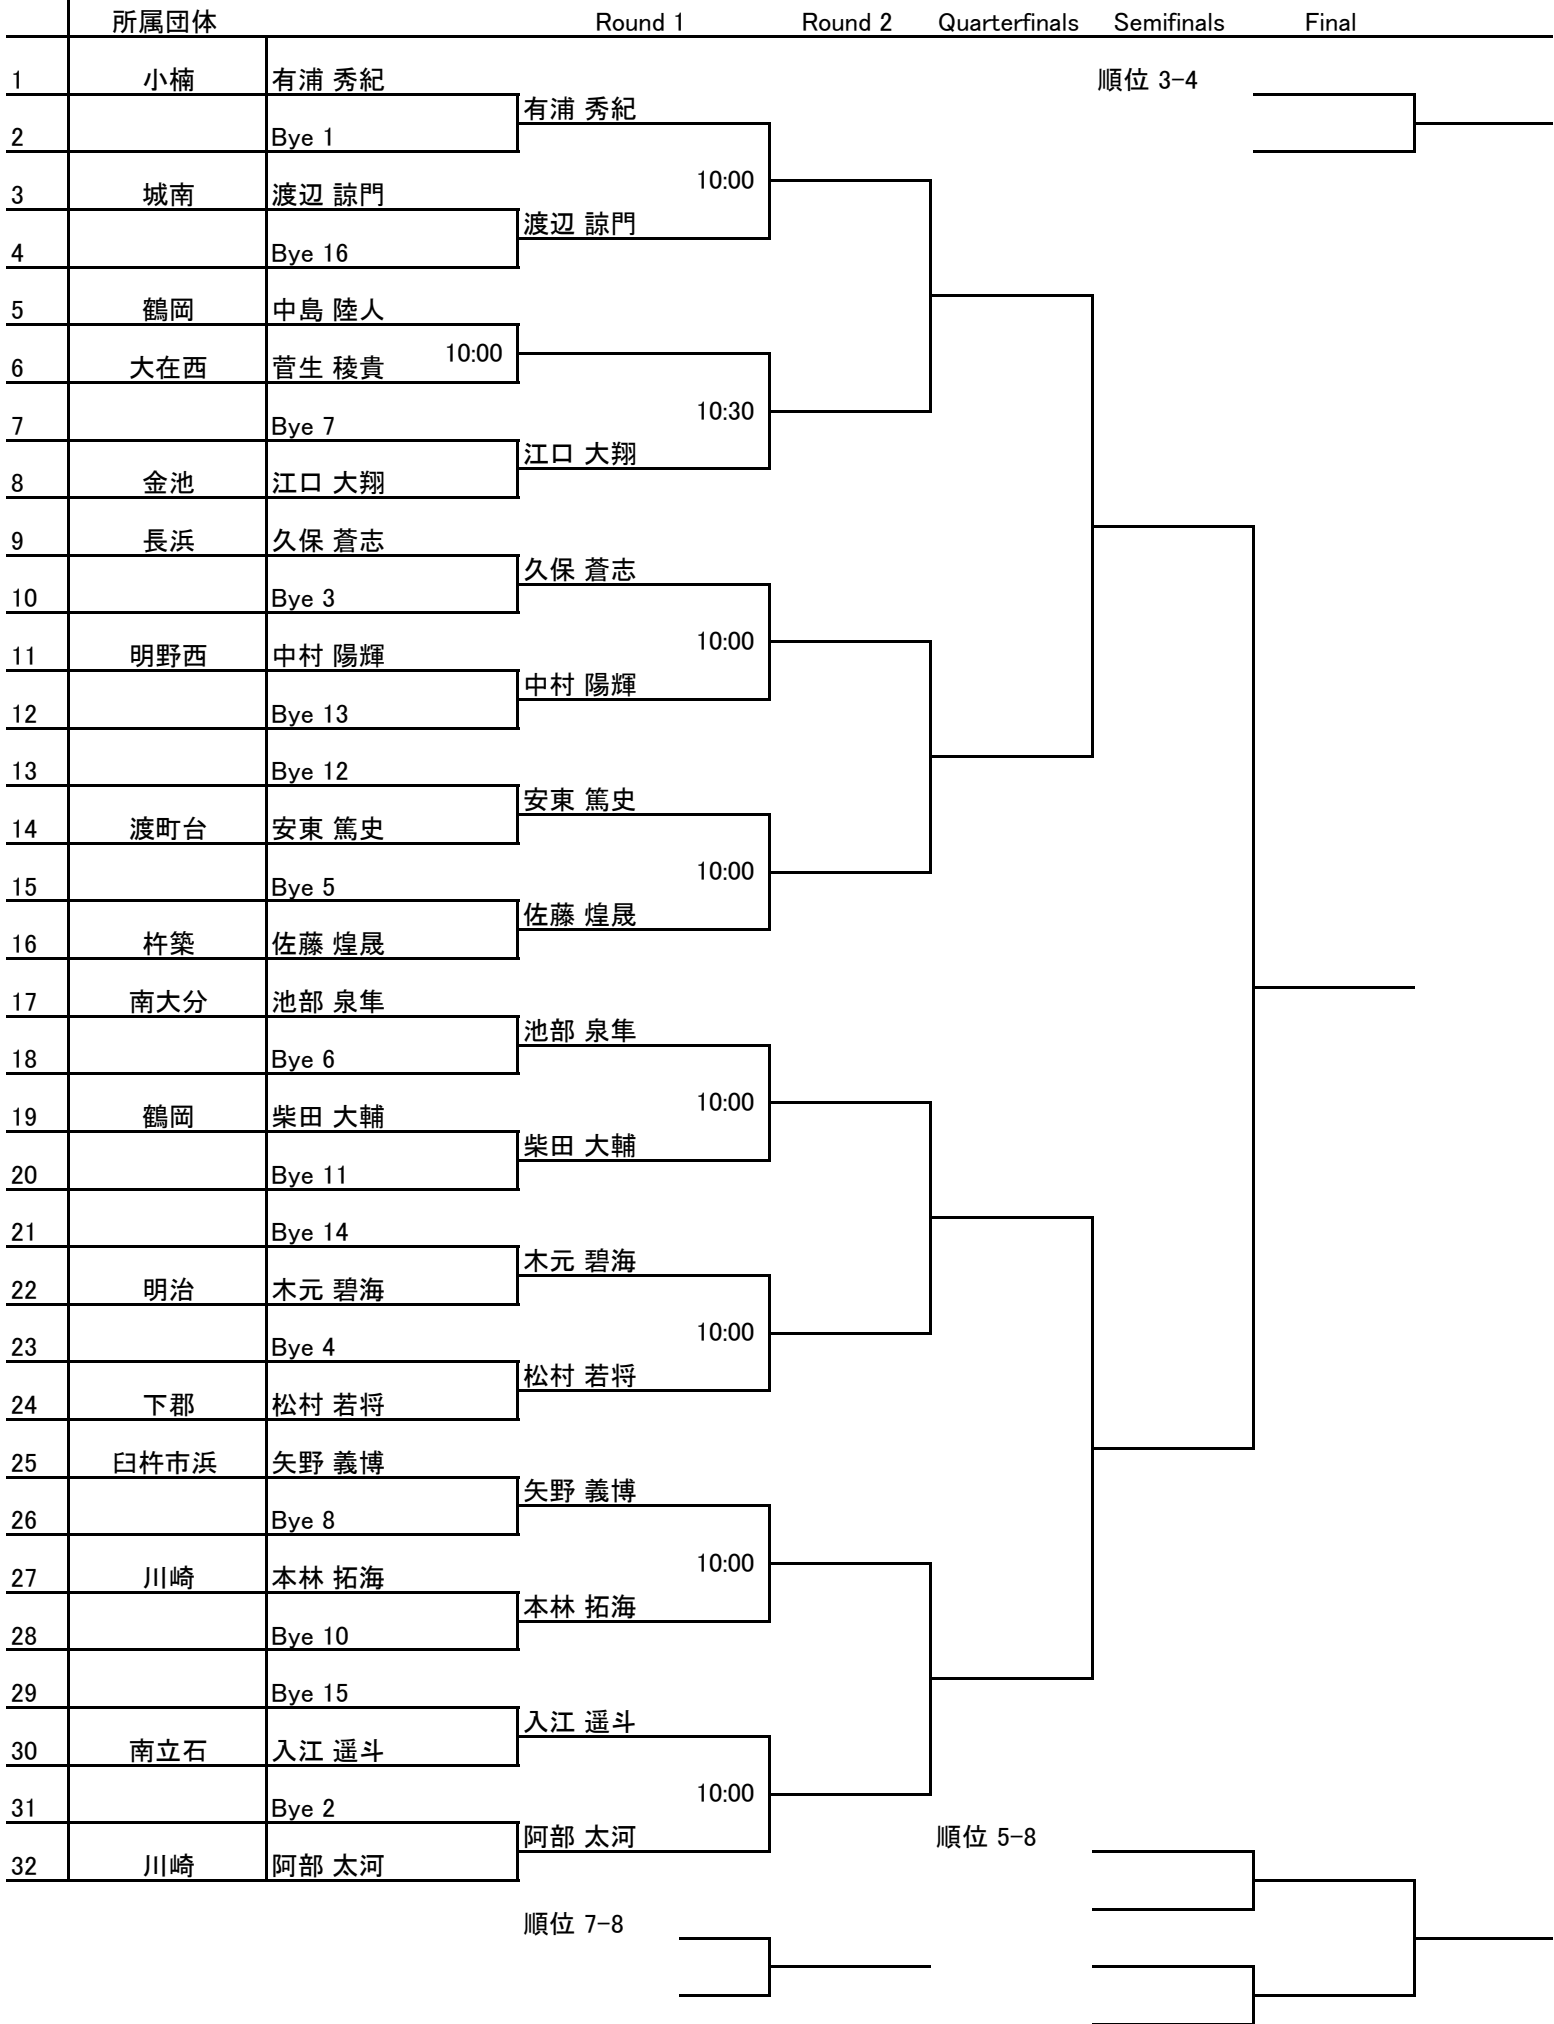 所属団体 Round 1 Round 2 Quarterfinals Semifinals Final
1 小楠 有浦 秀紀 順位 3-4
有浦 秀紀
2 Bye 1
10:00
3 城南 渡辺 諒門
渡辺 諒門
4 Bye 16
5 鶴岡 中島 陸人
10:00
6 大在西 菅生 稜貴
10:30
7 Bye 7
江口 大翔
8 金池 江口 大翔
9 長浜 久保 蒼志
久保 蒼志
10 Bye 3
10:00
11 明野西 中村 陽輝
中村 陽輝
12 Bye 13
13 Bye 12
安東 篤史
14 渡町台 安東 篤史
10:00
15 Bye 5
佐藤 煌晟
16 杵築 佐藤 煌晟
17 南大分 池部 泉隼
池部 泉隼
18 Bye 6
10:00
19 鶴岡 柴田 大輔
柴田 大輔
20 Bye 11
21 Bye 14
木元 碧海
22 明治 木元 碧海
10:00
23 Bye 4
松村 若将
24 下郡 松村 若将
25 臼杵市浜 矢野 義博
矢野 義博
26 Bye 8
10:00
27 川崎 本林 拓海
本林 拓海
28 Bye 10
29 Bye 15
入江 遥斗
30 南立石 入江 遥斗
10:00
31 Bye 2
阿部 太河 順位 5-8
32 川崎 阿部 太河
順位 7-8